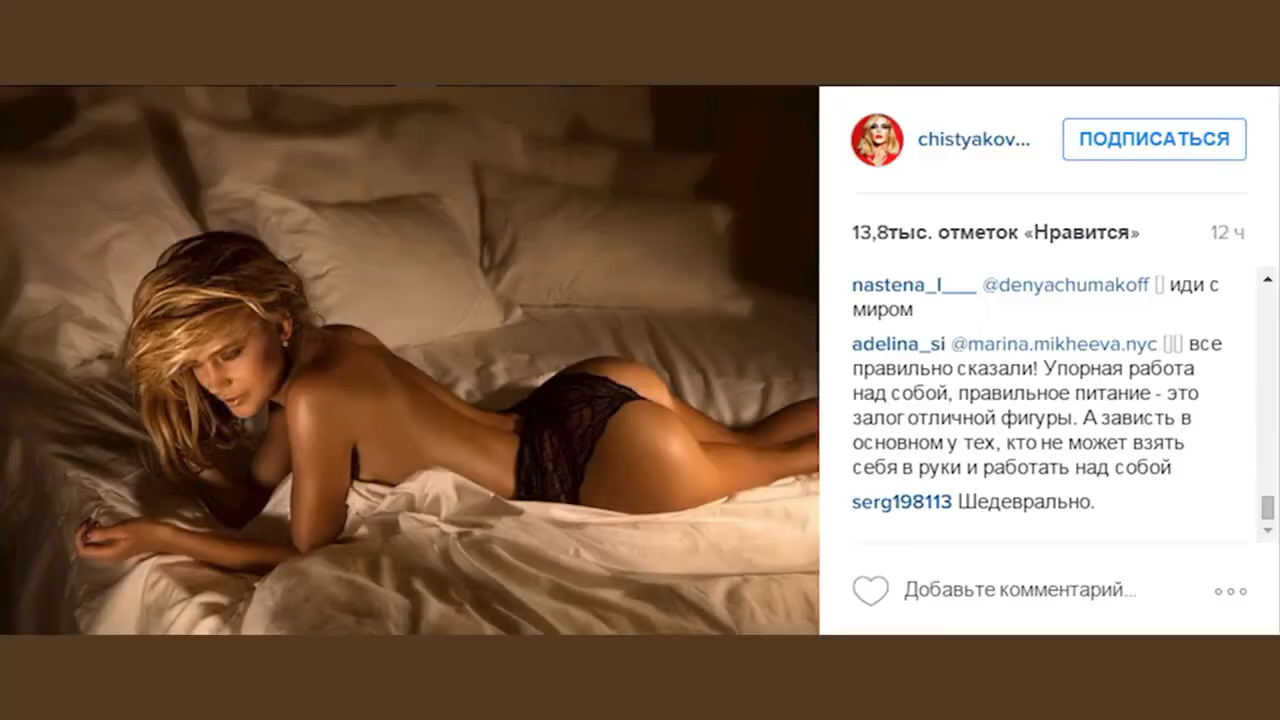 chistyakov...
ПОДПИСАТЬСЯ
13,8тыс. отметок «Нравится»
12 ч
nastena_l___ @denyachumakoff иди с
миром
adelina_si @marina.mikheeva.nyc все
правильно сказали! Упорная работа
над собой, правильное питание - это
залог отличной фигуры. А зависть в
основном у тех, кто не может взять
себя в руки и работать над собой
serg198113 Шедеврально.
Добавьте комментарий...